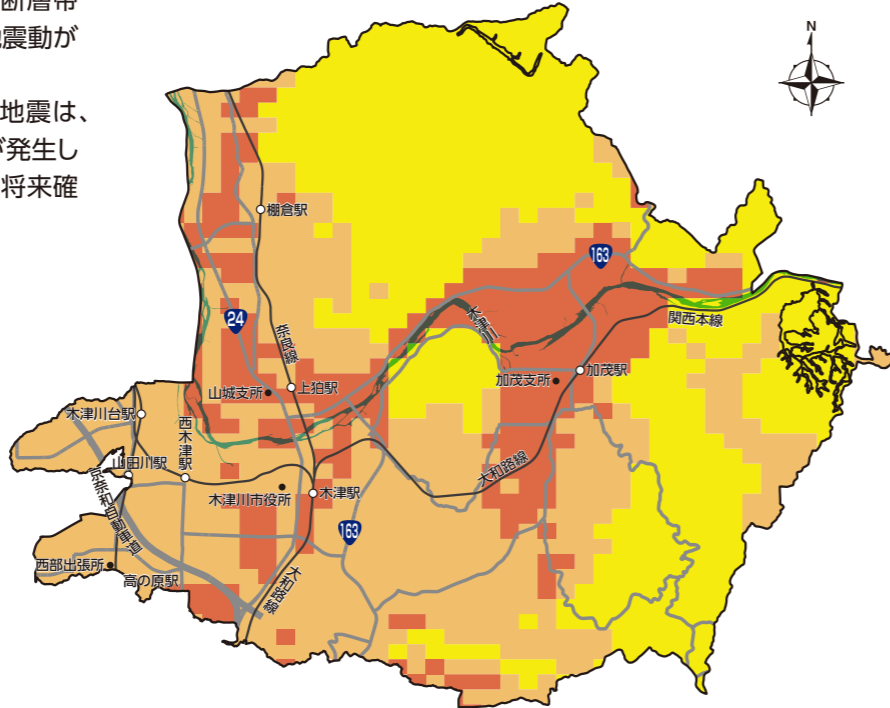 断層帯
地震動が
地震は、
が発生し
将来確
N
棚倉駅
163
24
奈良線
木津川
関西本線
山城支所
上狛駅
加茂支所
加茂駅
木津川台駅
西木津駅
山田川駅
京奈和自動車道
木津川市役所
木津駅
大和路線
163
西部出張所
高の原駅
大和路線